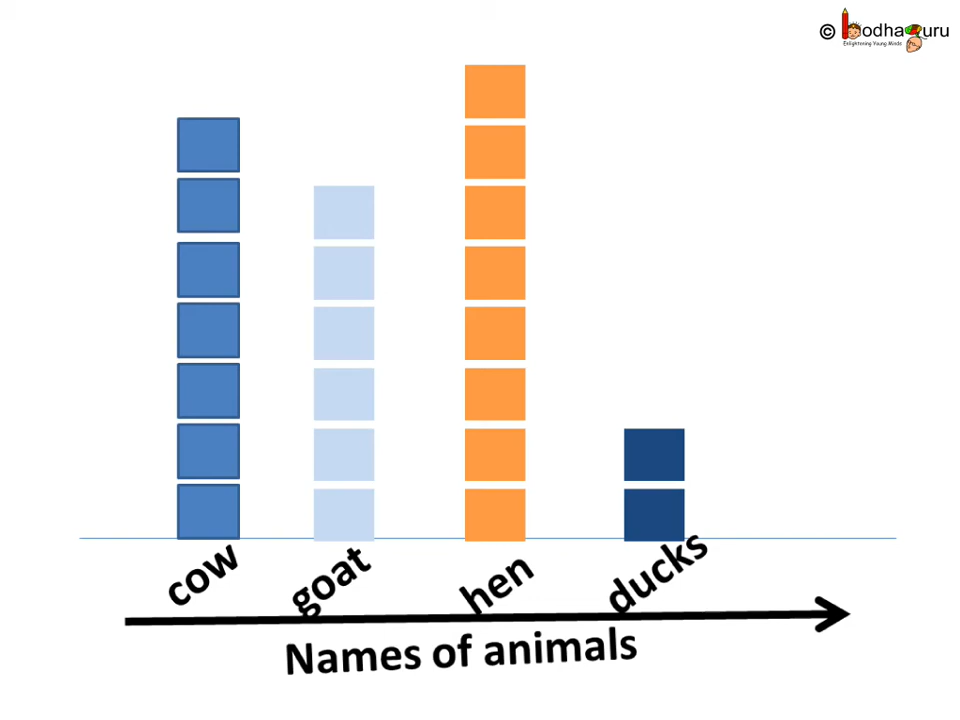 © bodhaguru
Enlightening Young Minds
cow goat hen ducks
Names of animals